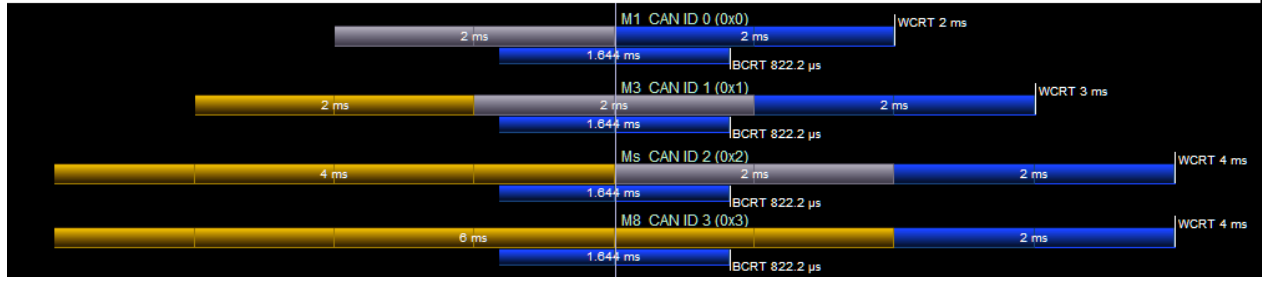 M1 CAN ID 0 (0x0)
WCRT 2 ms
2 ms 2 ms
1.644 ms
BCRT 822.2 µs
M3 CAN ID 1 (0x1)
WCRT 3 ms
2 ms 2 ms 2 ms
1.644 ms
BCRT 822.2 µs
Ms CAN ID 2 (0x2)
WCRT 4 ms
4 ms 2 ms 2 ms
1.644 ms
BCRT 822.2 µs
M8 CAN ID 3 (0x3)
WCRT 4 ms
6 ms 2 ms
1.644 ms
BCRT 822.2 µs